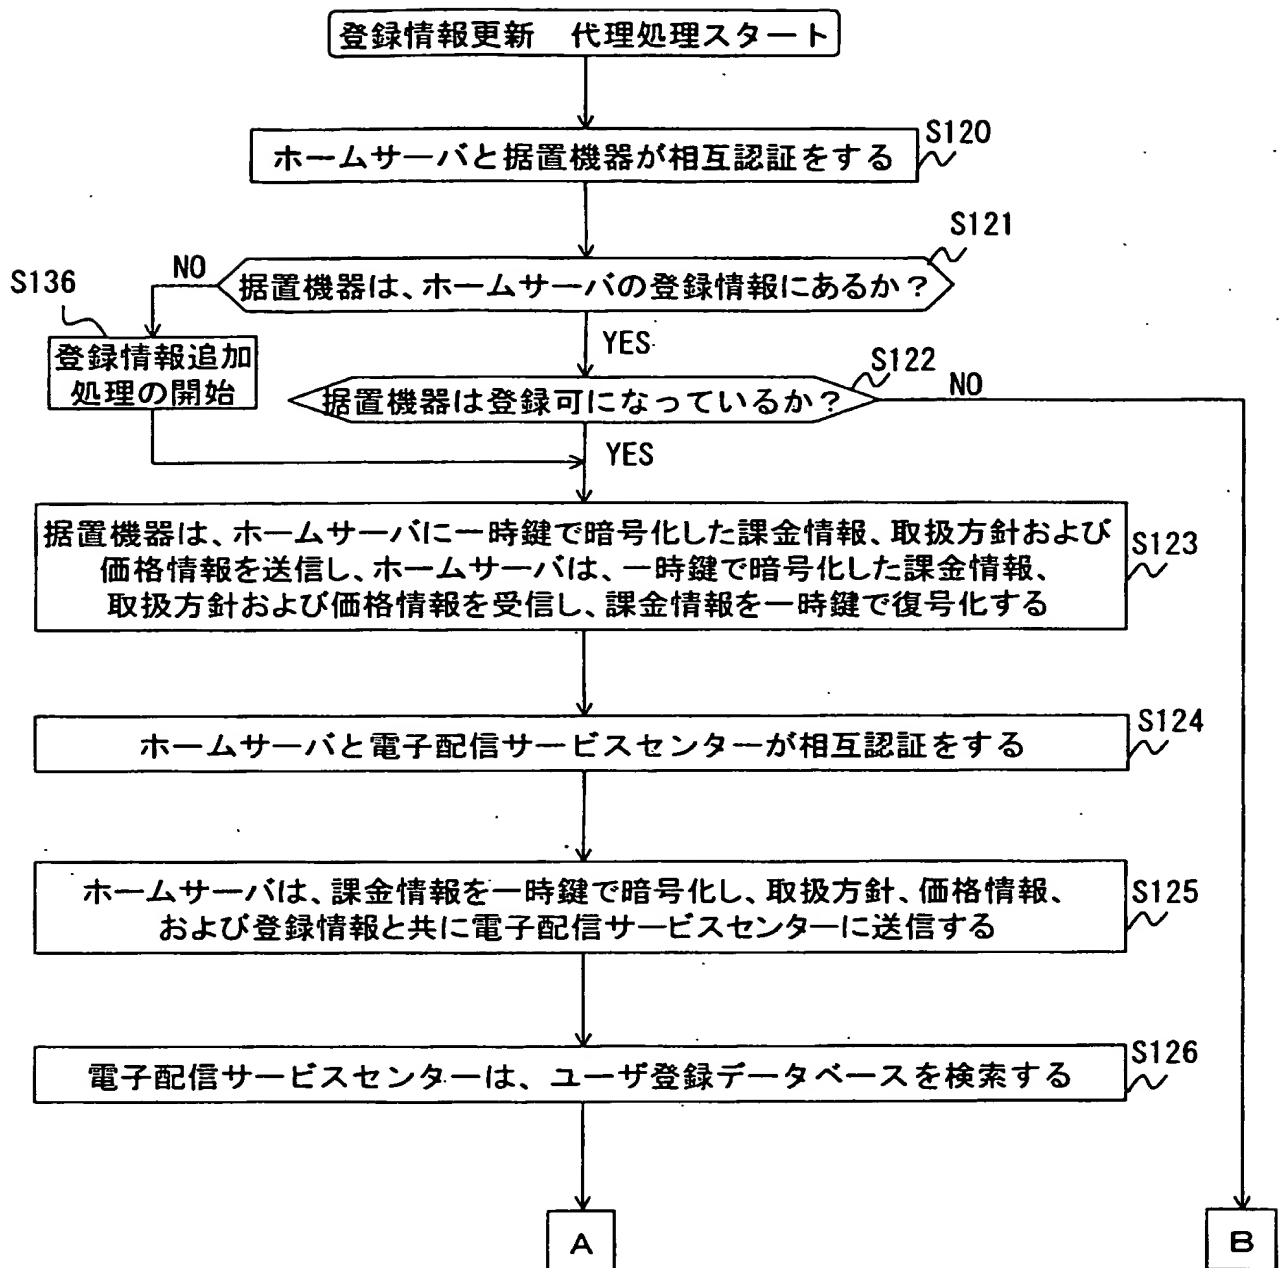 登録情報更新　代理処理スタート
S120
ホームサーバと据置機器が相互認証をする
S121
据置機器は、ホームサーバの登録情報にあるか？
NO
S136
YES
登録情報追加
処理の開始
S122
据置機器は登録可になっているか？
NO
YES
据置機器は、ホームサーバに一時鍵で暗号化した課金情報、取扱方針および
価格情報を送信し、ホームサーバは、一時鍵で暗号化した課金情報、
取扱方針および価格情報を受信し、課金情報を一時鍵で復号化する
S123
ホームサーバと電子配信サービスセンターが相互認証をする
S124
ホームサーバは、課金情報を一時鍵で暗号化し、取扱方針、価格情報、
および登録情報と共に電子配信サービスセンターに送信する
S125
電子配信サービスセンターは、ユーザ登録データベースを検索する
S126
A
B